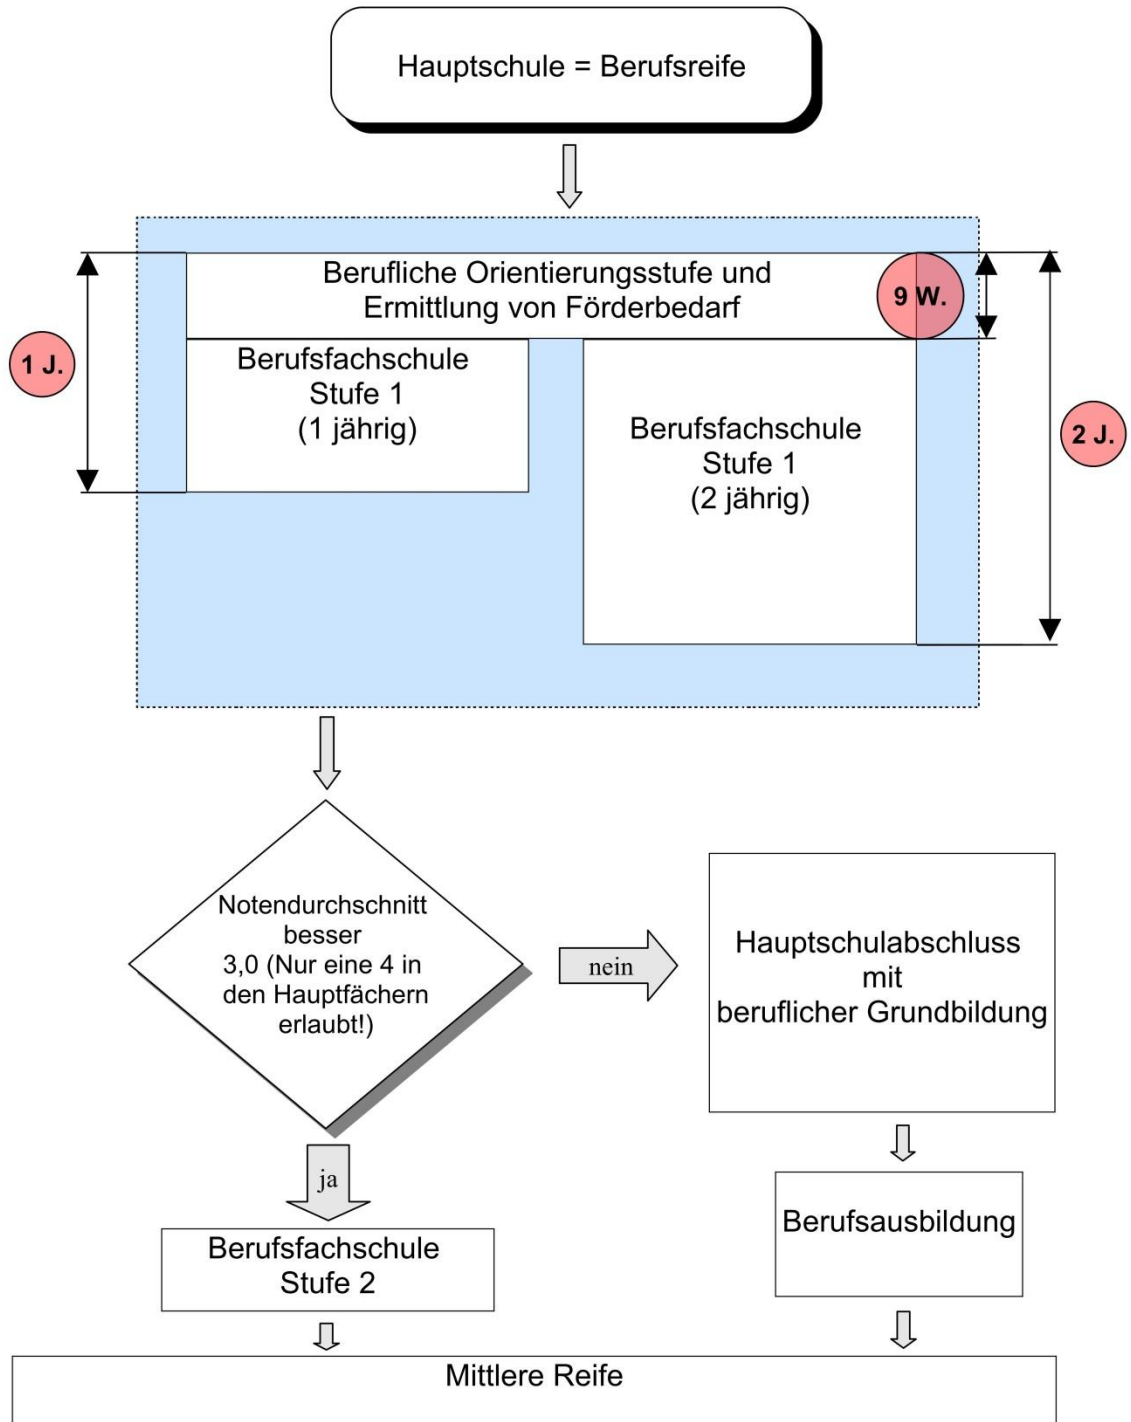 Hauptschule = Berufsreife
Berufliche Orientierungsstufe und
Ermittlung von Förderbedarf
9 W.
1 J.
Berufsfachschule
Stufe 1
(1 jährig)
Berufsfachschule
Stufe 1
(2 jährig)
2 J.
Notendurchschnitt
besser
3,0 (Nur eine 4 in
den Hauptfächern
erlaubt!)
nein
Hauptschulabschluss
mit
beruflicher Grundbildung
ja
Berufsfachschule
Stufe 2
Berufsausbildung
Mittlere Reife